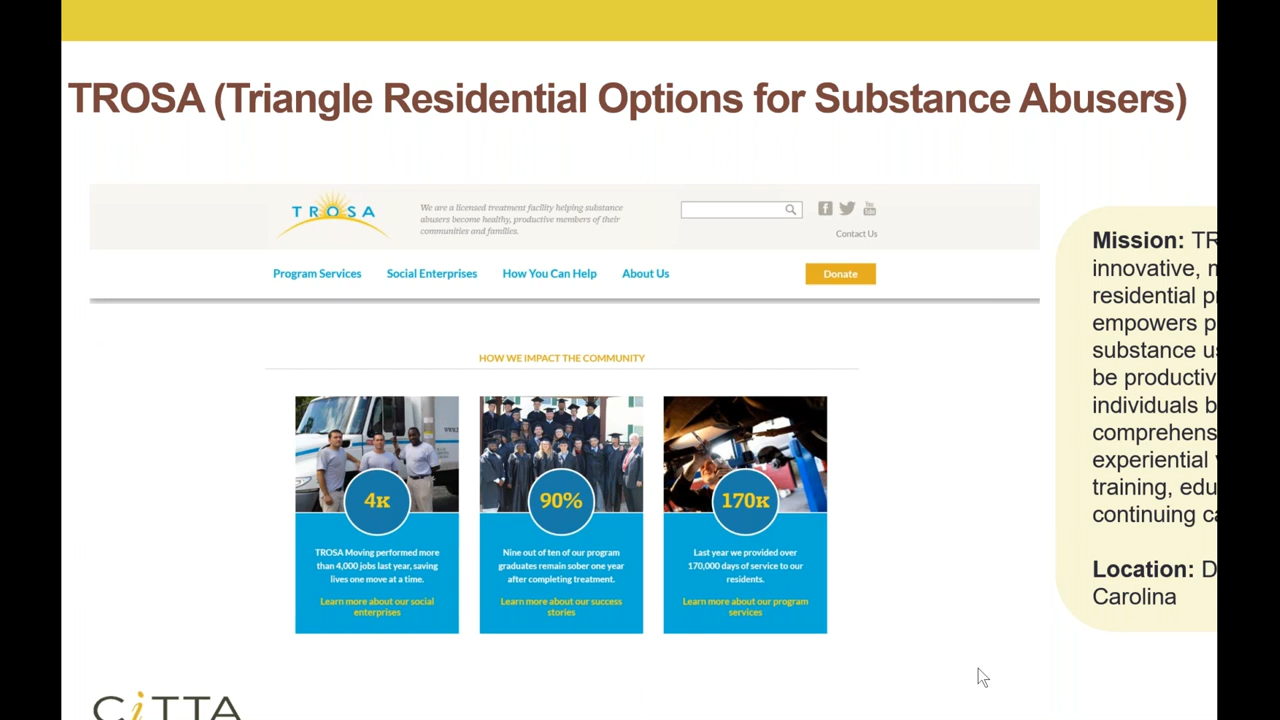 TROSA (Triangle Residential Options for Substance Abusers)
TROSA
We are a licensed treatment facility helping substance
abusers become healthy, productive members of their
communities and families.
Contact Us
Program Services
Social Enterprises
How You Can Help
About Us
Donate
HOW WE IMPACT THE COMMUNITY
4K
TROSA Moving performed more
than 4,000 jobs last year, saving
lives one move at a time.
Learn more about our social
enterprises
90%
Nine out of ten of our program
graduates remain sober one year
after completing treatment.
Learn more about our success
stories
170K
Last year we provided over
170,000 days of service to our
residents.
Learn more about our program
services
Mission: TR
innovative, m
residential p
empowers p
substance us
be productiv
individuals b
comprehens
experiential
training, edu
continuing ca
Location: D
Carolina
CiTTA